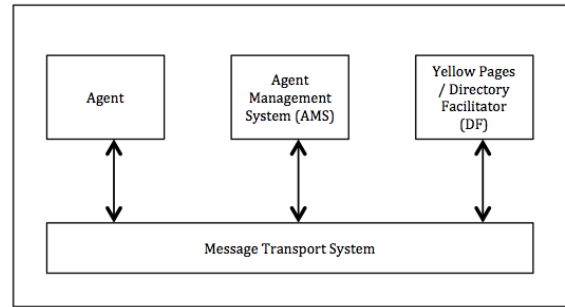 Agent
Agent
Management
System (AMS)
Yellow Pages
/ Directory
Facilitator
(DF)
Message Transport System